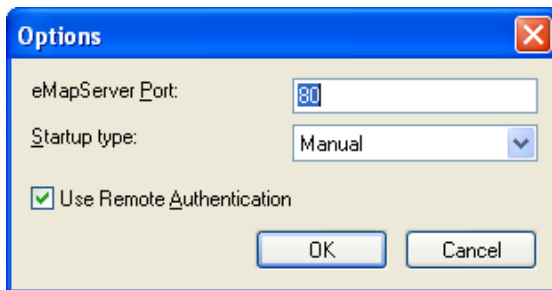 Options
eMapServer Port: 80
Startup type: Manual
Use Remote Authentication
OK Cancel